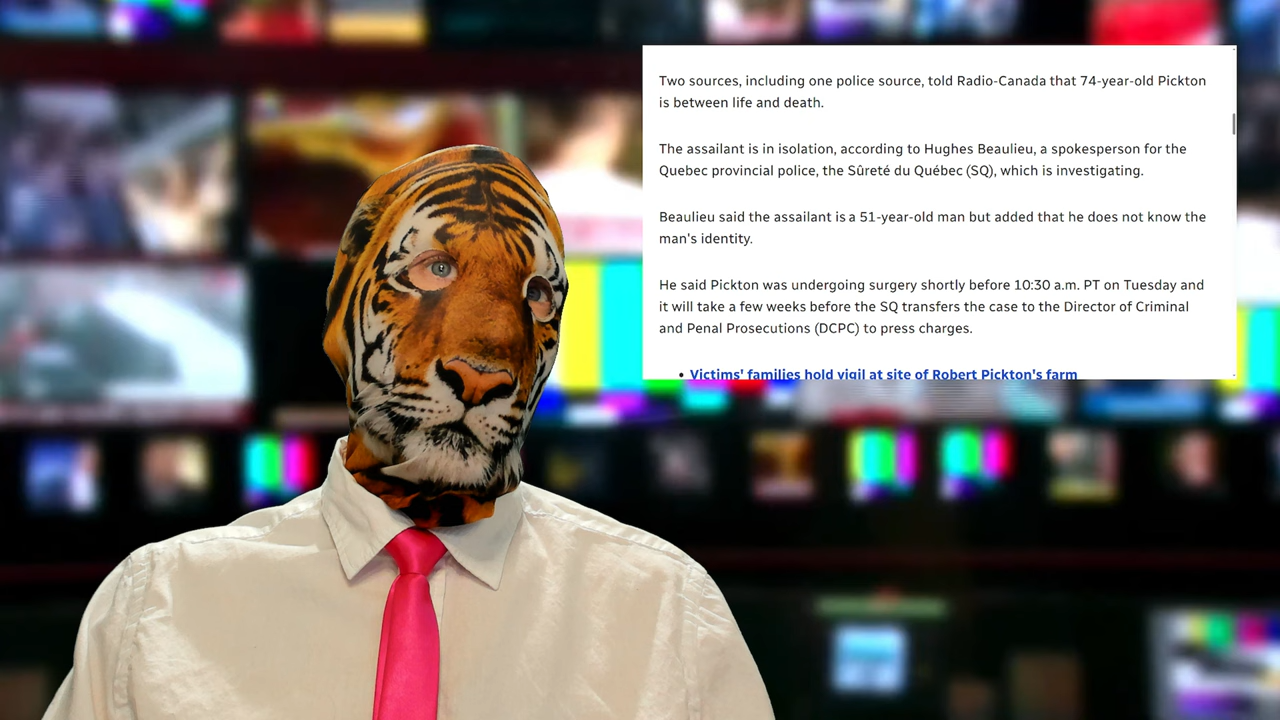 Two sources, including one police source, told Radio-Canada that 74-year-old Pickton
is between life and death.
The assailant is in isolation, according to Hughes Beaulieu, a spokesperson for the
Quebec provincial police, the Sûreté du Québec (SQ), which is investigating.
Beaulieu said the assailant is a 51-year-old man but added that he does not know the
man's identity.
He said Pickton was undergoing surgery shortly before 10:30 a.m. PT on Tuesday and
it will take a few weeks before the SQ transfers the case to the Director of Criminal
and Penal Prosecutions (DCPC) to press charges.
• Victims' families hold vigil at site of Robert Pickton's farm